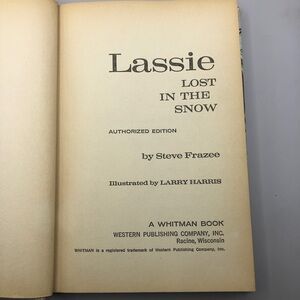 Lassie
LOST
IN THE
SNOW
AUTHORIZED EDITION
by Steve Frazee
Illustrated by LARRY HARRIS
A WHITMAN BOOK
WESTERN PUBLISHING COMPANY, INC.
Racine, Wisconsin
WHITMAN is a registered trademark of Western Publishing Company, Inc.